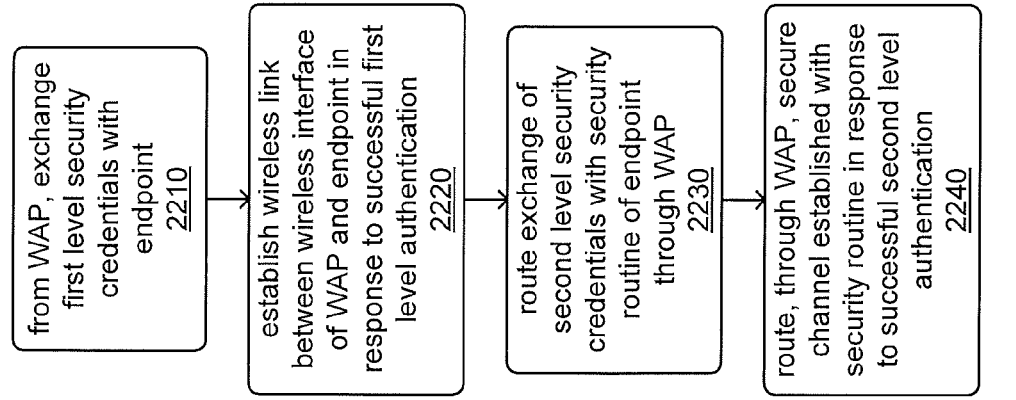 from WAP, exchange
first level security
credentials with
endpoint
2210
establish wireless link
between wireless interface
of WAP and endpoint in
response to successful first
level authentication
2220
route exchange of
second level security
credentials with security
routine of endpoint
through WAP
2230
route, through WAP, secure
channel established with
security routine in response
to successful second level
authentication
2240